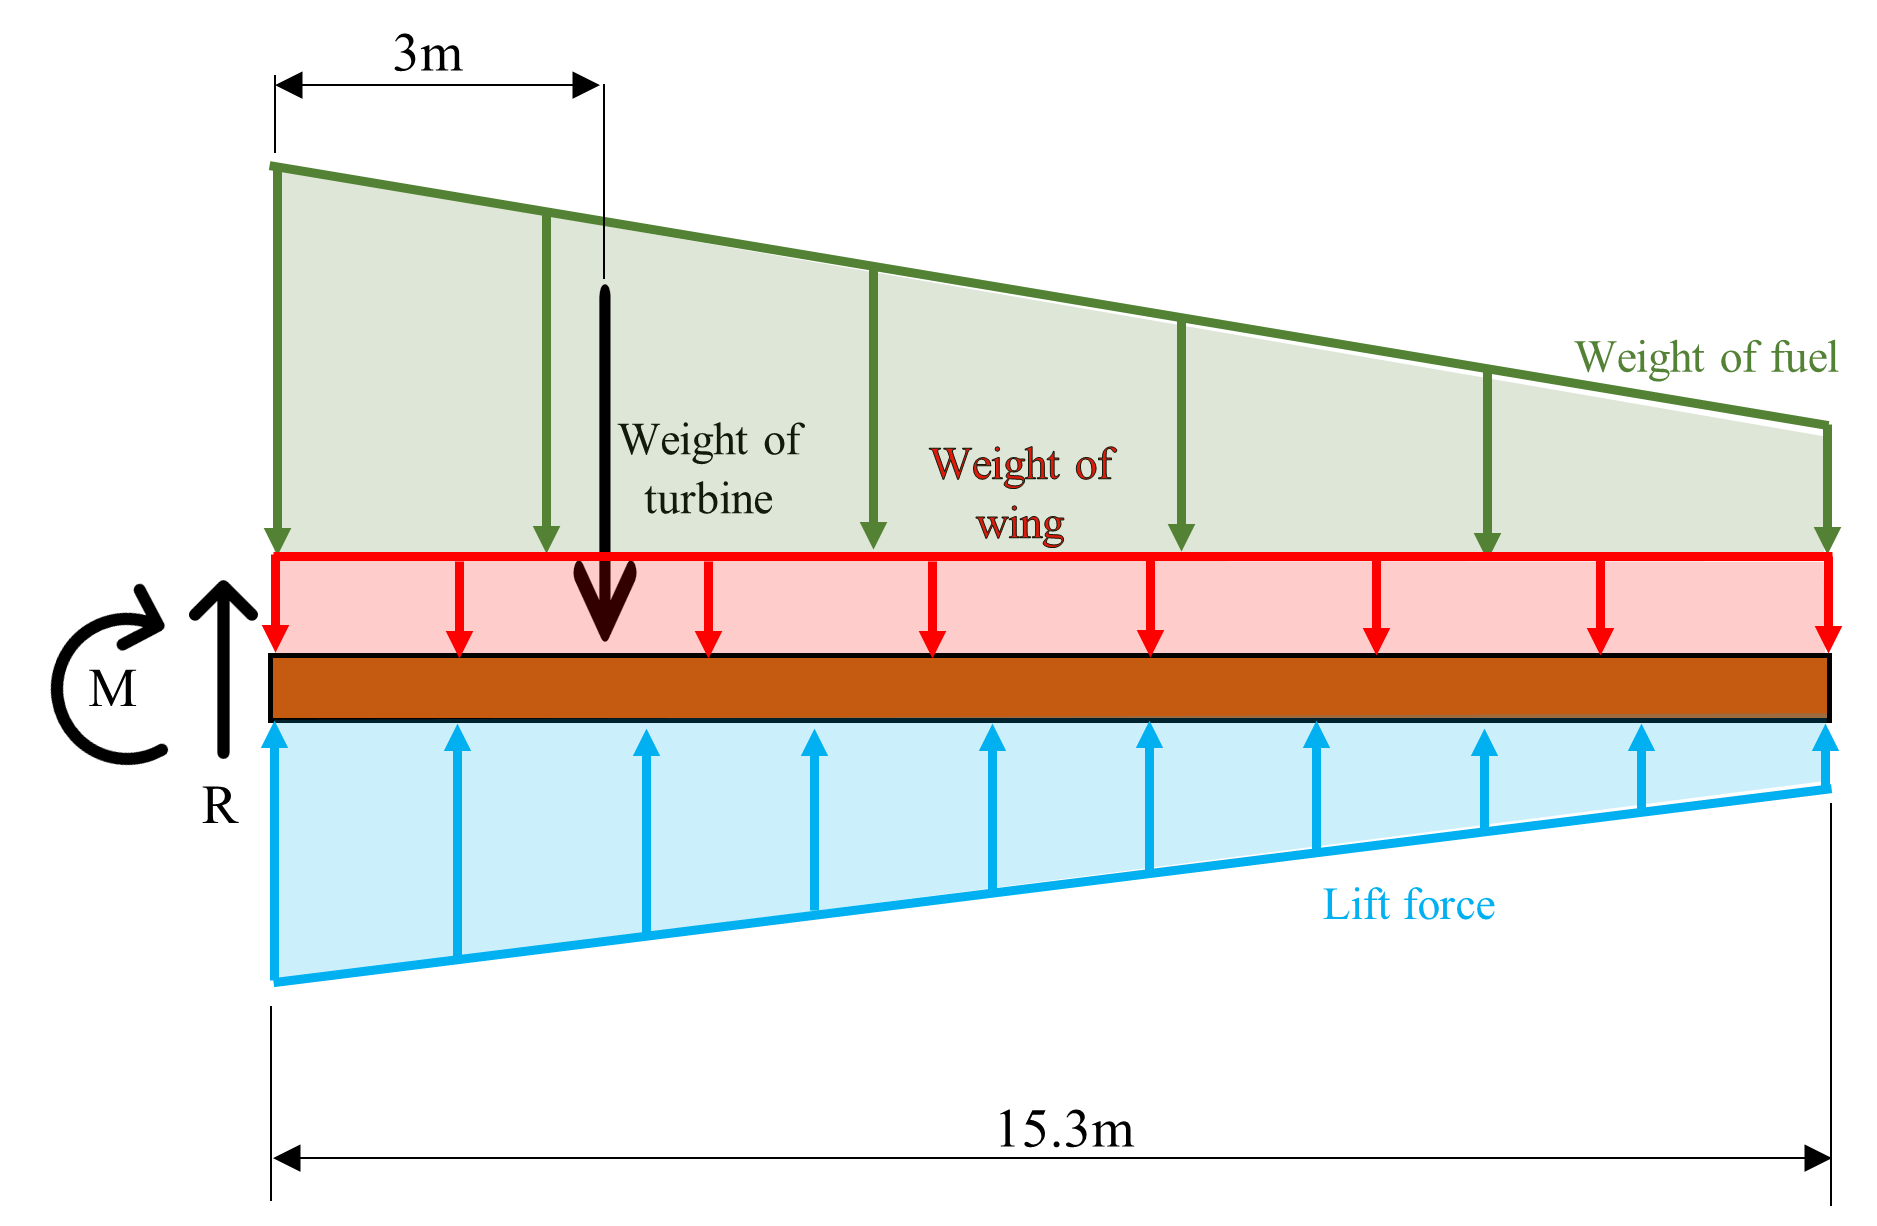 3m
Weight of fuel
Weight of
turbine
Weight of
wing
M
R
Lift force
15.3m